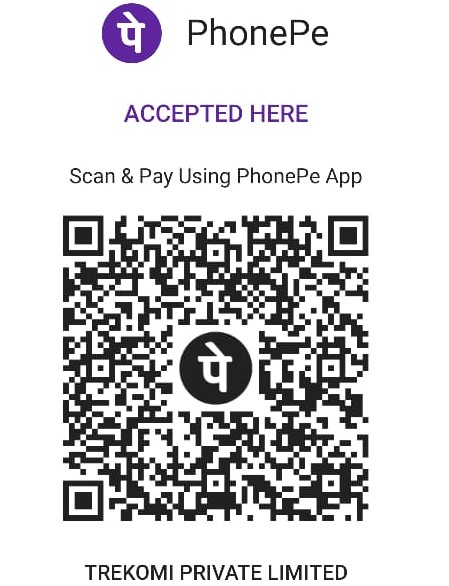 पे PhonePe
ACCEPTED HERE
Scan & Pay Using PhonePe App
पे
TREKOMI PRIVATE LIMITED